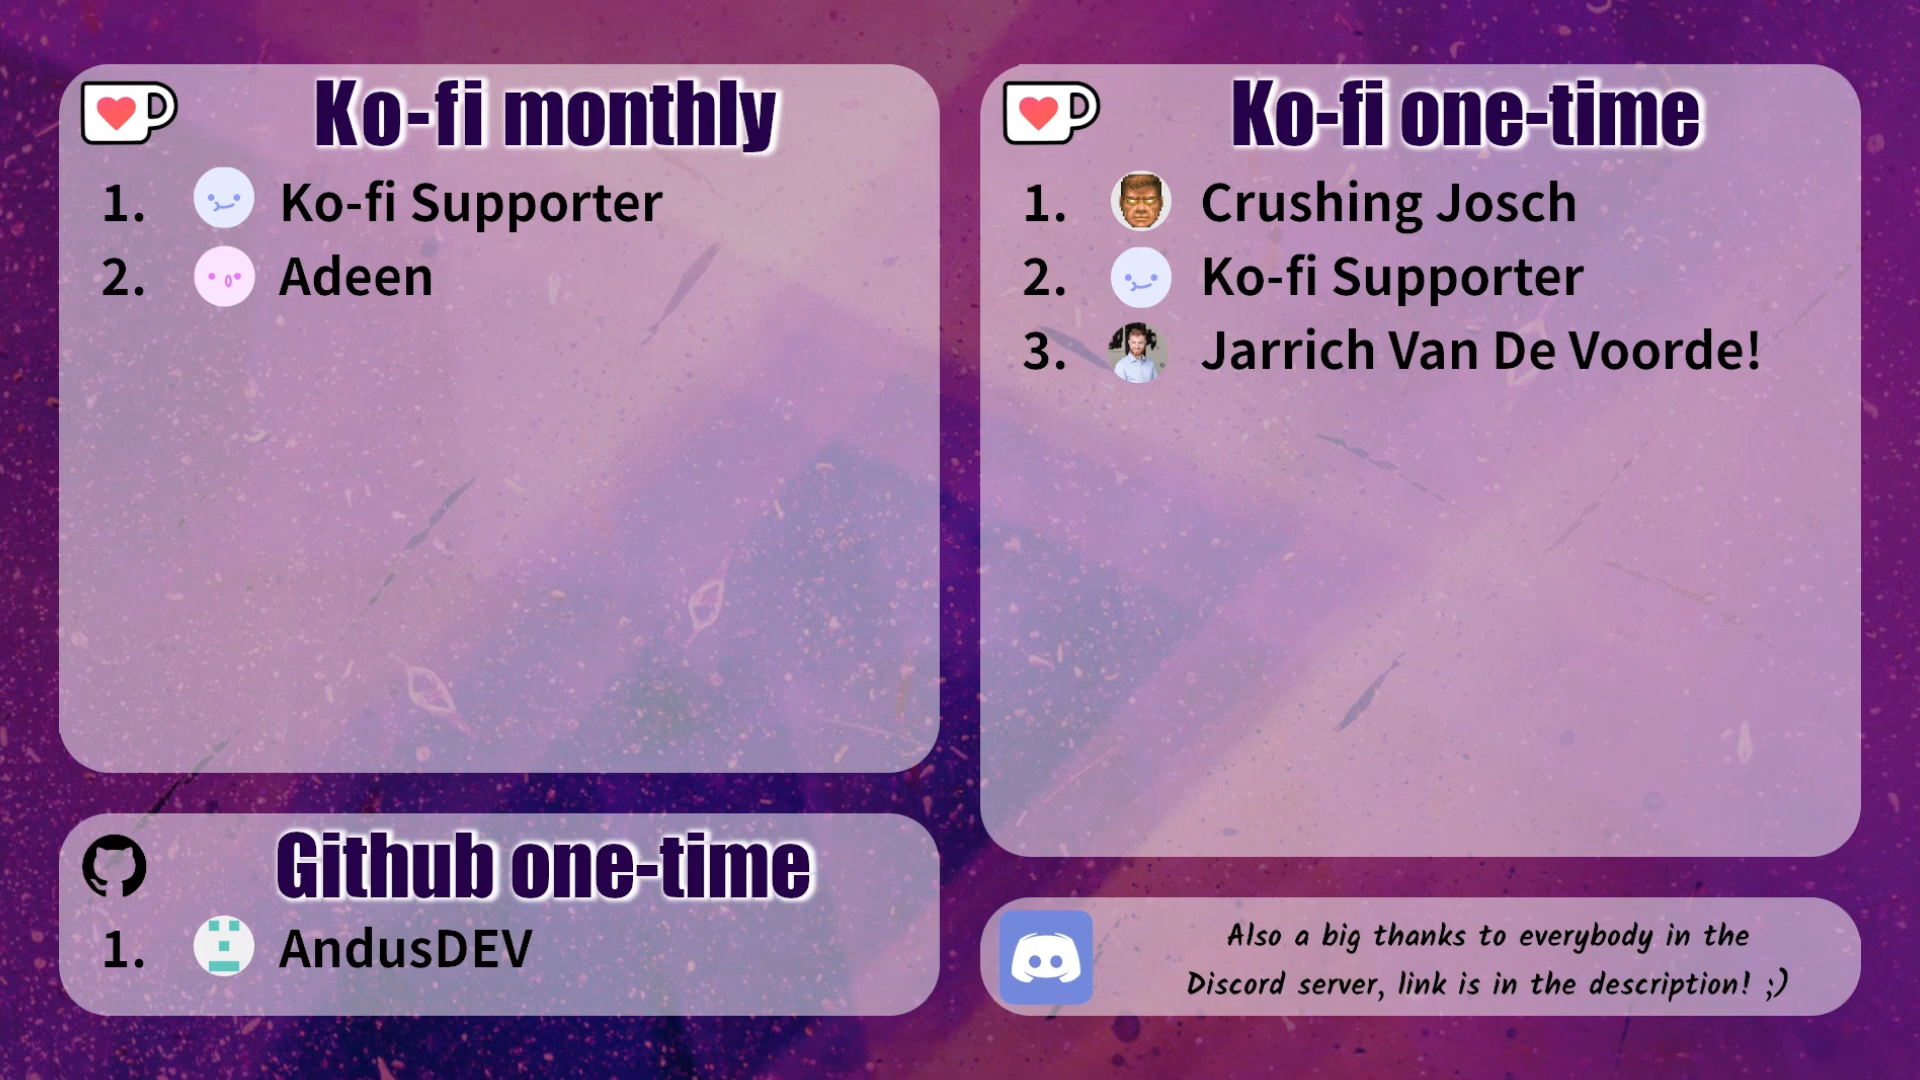 Ko-fi monthly
1. Ko-fi Supporter
2. Adeen
Ko-fi one-time
1. Crushing Josch
2. Ko-fi Supporter
3. Jarrich Van De Voorde!
Github one-time
1. AndusDEV
Also a big thanks to everybody in the
Discord server, link is in the description! ;)